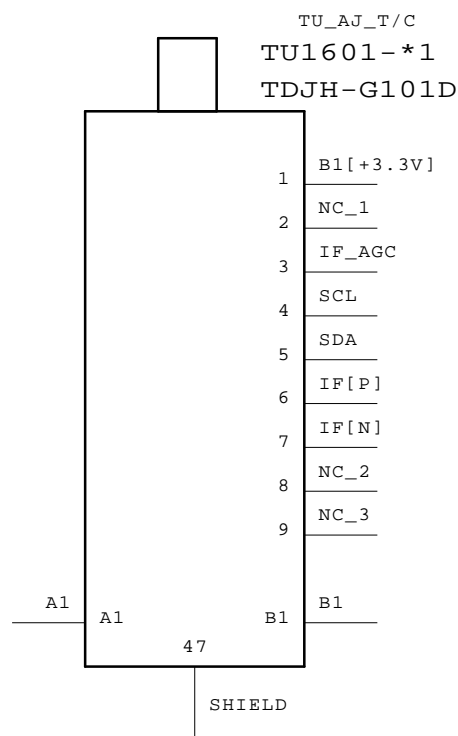 TU_AJ_T/C
TU1601-*1
TDJH-G101D
1 B1[+3.3V]
2 NC_1
3 IF_AGC
4 SCL
5 SDA
6 IF[P]
7 IF[N]
8 NC_2
9 NC_3
A1 A1 B1 B1
47
SHIELD